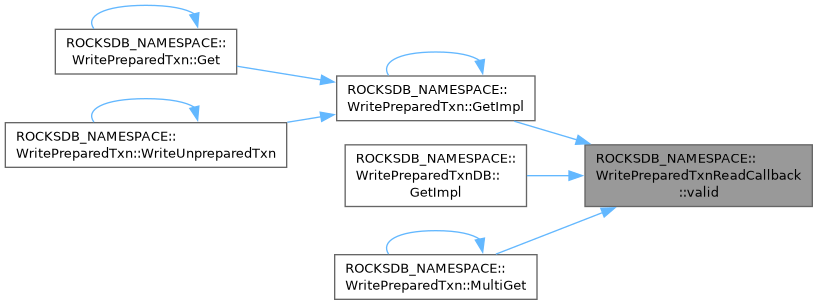 ROCKSDB_NAMESPACE::
WritePreparedTxn::Get
ROCKSDB_NAMESPACE::
WritePreparedTxn::WriteUnpreparedTxn
ROCKSDB_NAMESPACE::
WritePreparedTxn::GetImpl
ROCKSDB_NAMESPACE::
WritePreparedTxnDB::
GetImpl
ROCKSDB_NAMESPACE::
WritePreparedTxn::MultiGet
ROCKSDB_NAMESPACE::
WritePreparedTxnReadCallback
::valid